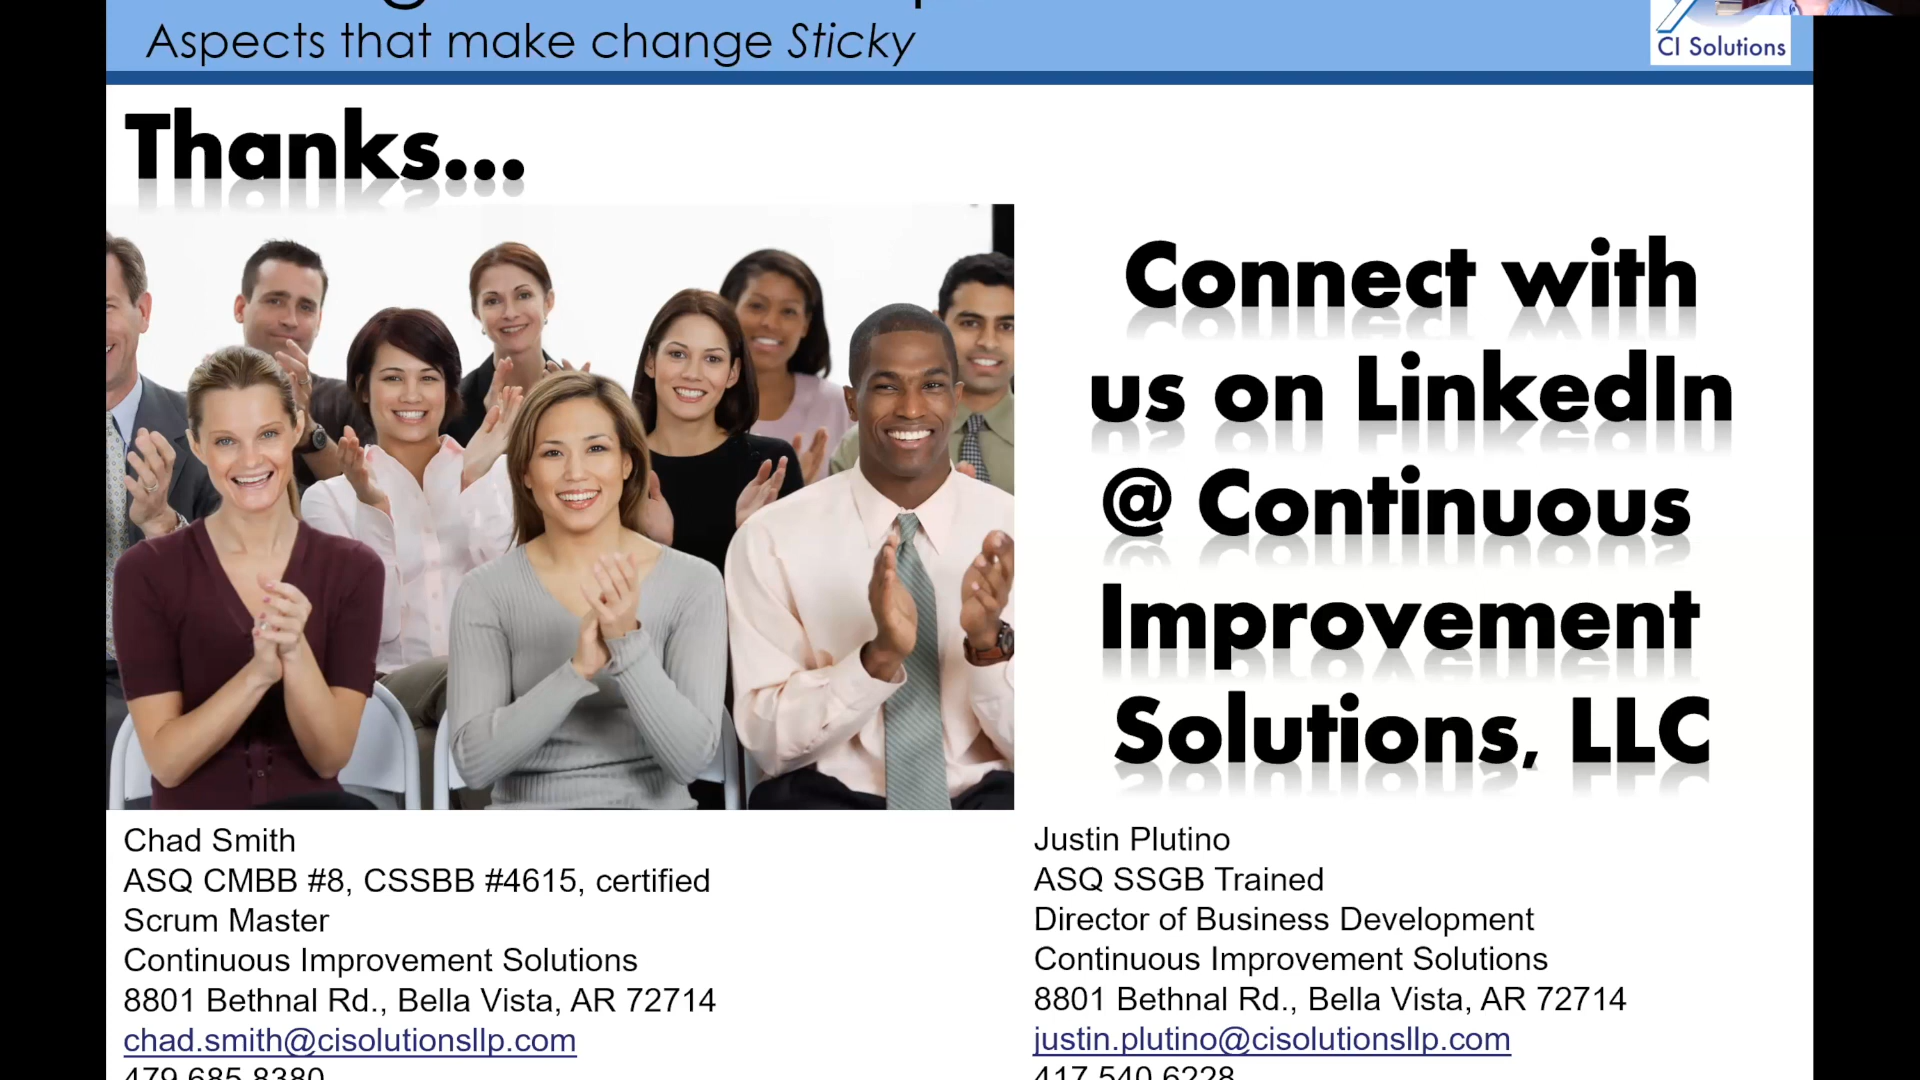 Aspects that make change Sticky
CI Solutions
Thanks...
Connect with
us on LinkedIn
@ Continuous
Improvement
Solutions, LLC
Chad Smith
ASQ CMBB #8, CSSBB #4615, certified
Scrum Master
Continuous Improvement Solutions
8801 Bethnal Rd., Bella Vista, AR 72714
chad.smith@cisolutionsllp.com
479.685.8380
Justin Plutino
ASQ SSGB Trained
Director of Business Development
Continuous Improvement Solutions
8801 Bethnal Rd., Bella Vista, AR 72714
justin.plutino@cisolutionsllp.com
417.540.6228